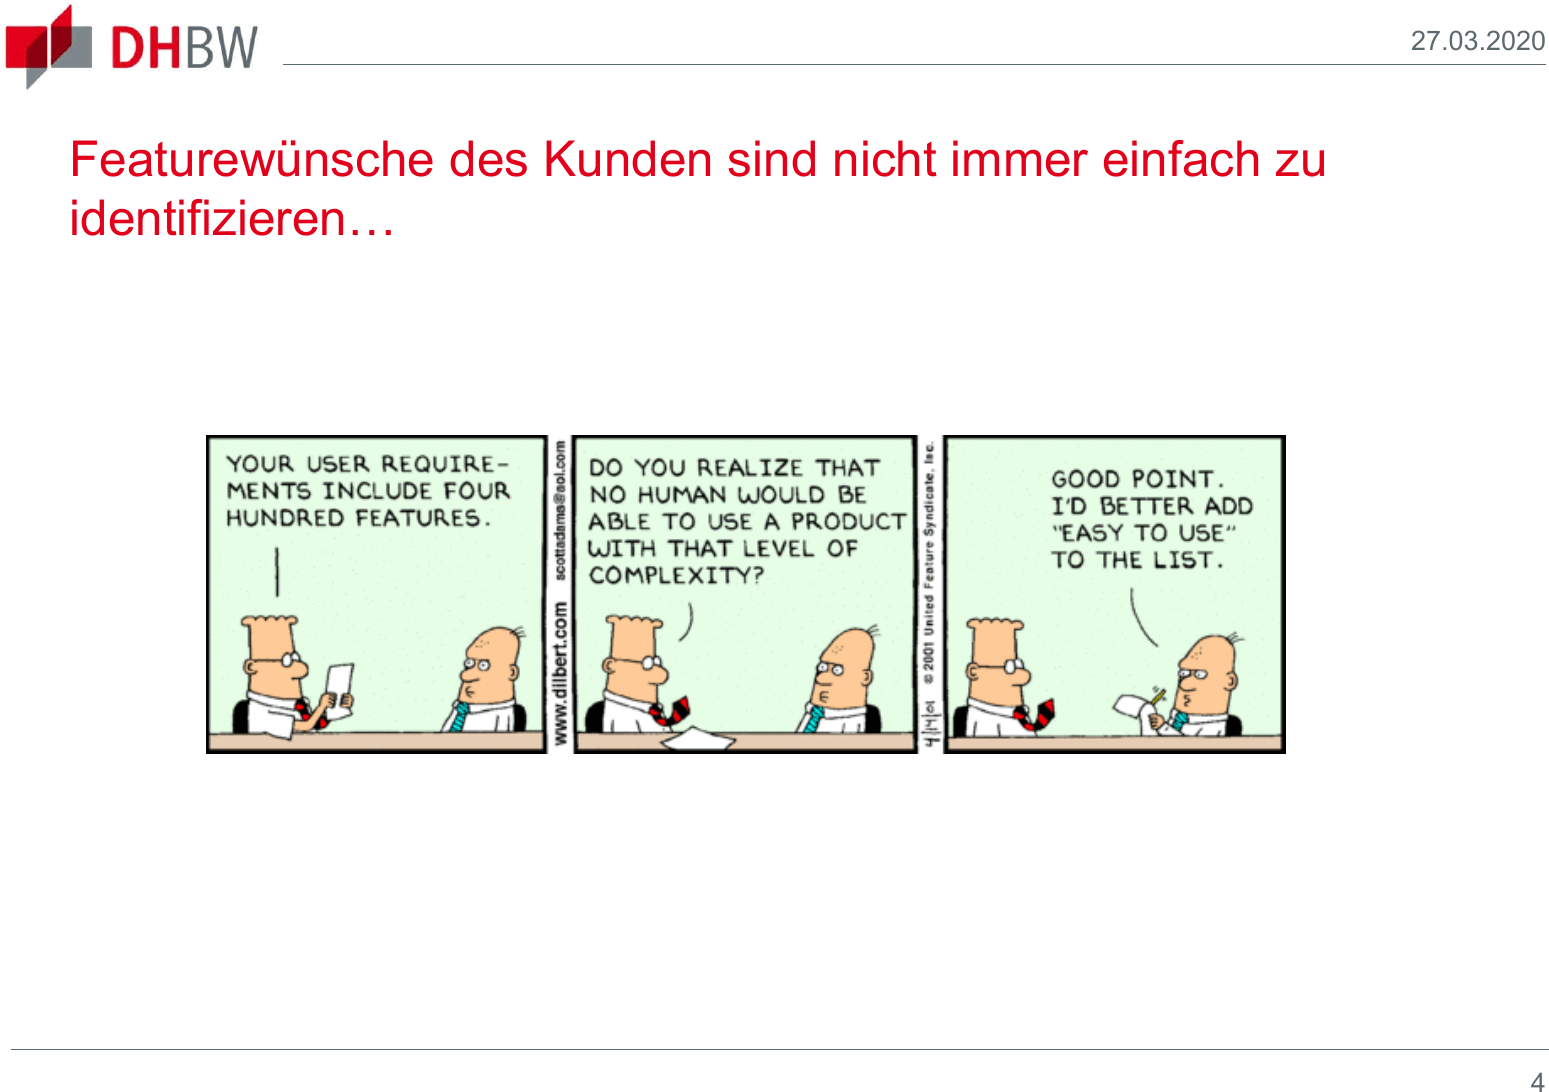 DHBW
27.03.2020
Featurewünsche des Kunden sind nicht immer einfach zu
identifizieren…
YOUR USER REQUIRE-
MENTS INCLUDE FOUR
HUNDRED FEATURES.
www.dilbert.com scottadams@aol.com
DO YOU REALIZE THAT
NO HUMAN WOULD BE
ABLE TO USE A PRODUCT
WITH THAT LEVEL OF
COMPLEXITY?
4/14/01 © 2001 United Feature Syndicate, Inc.
GOOD POINT.
I'D BETTER ADD
"EASY TO USE"
TO THE LIST.
4